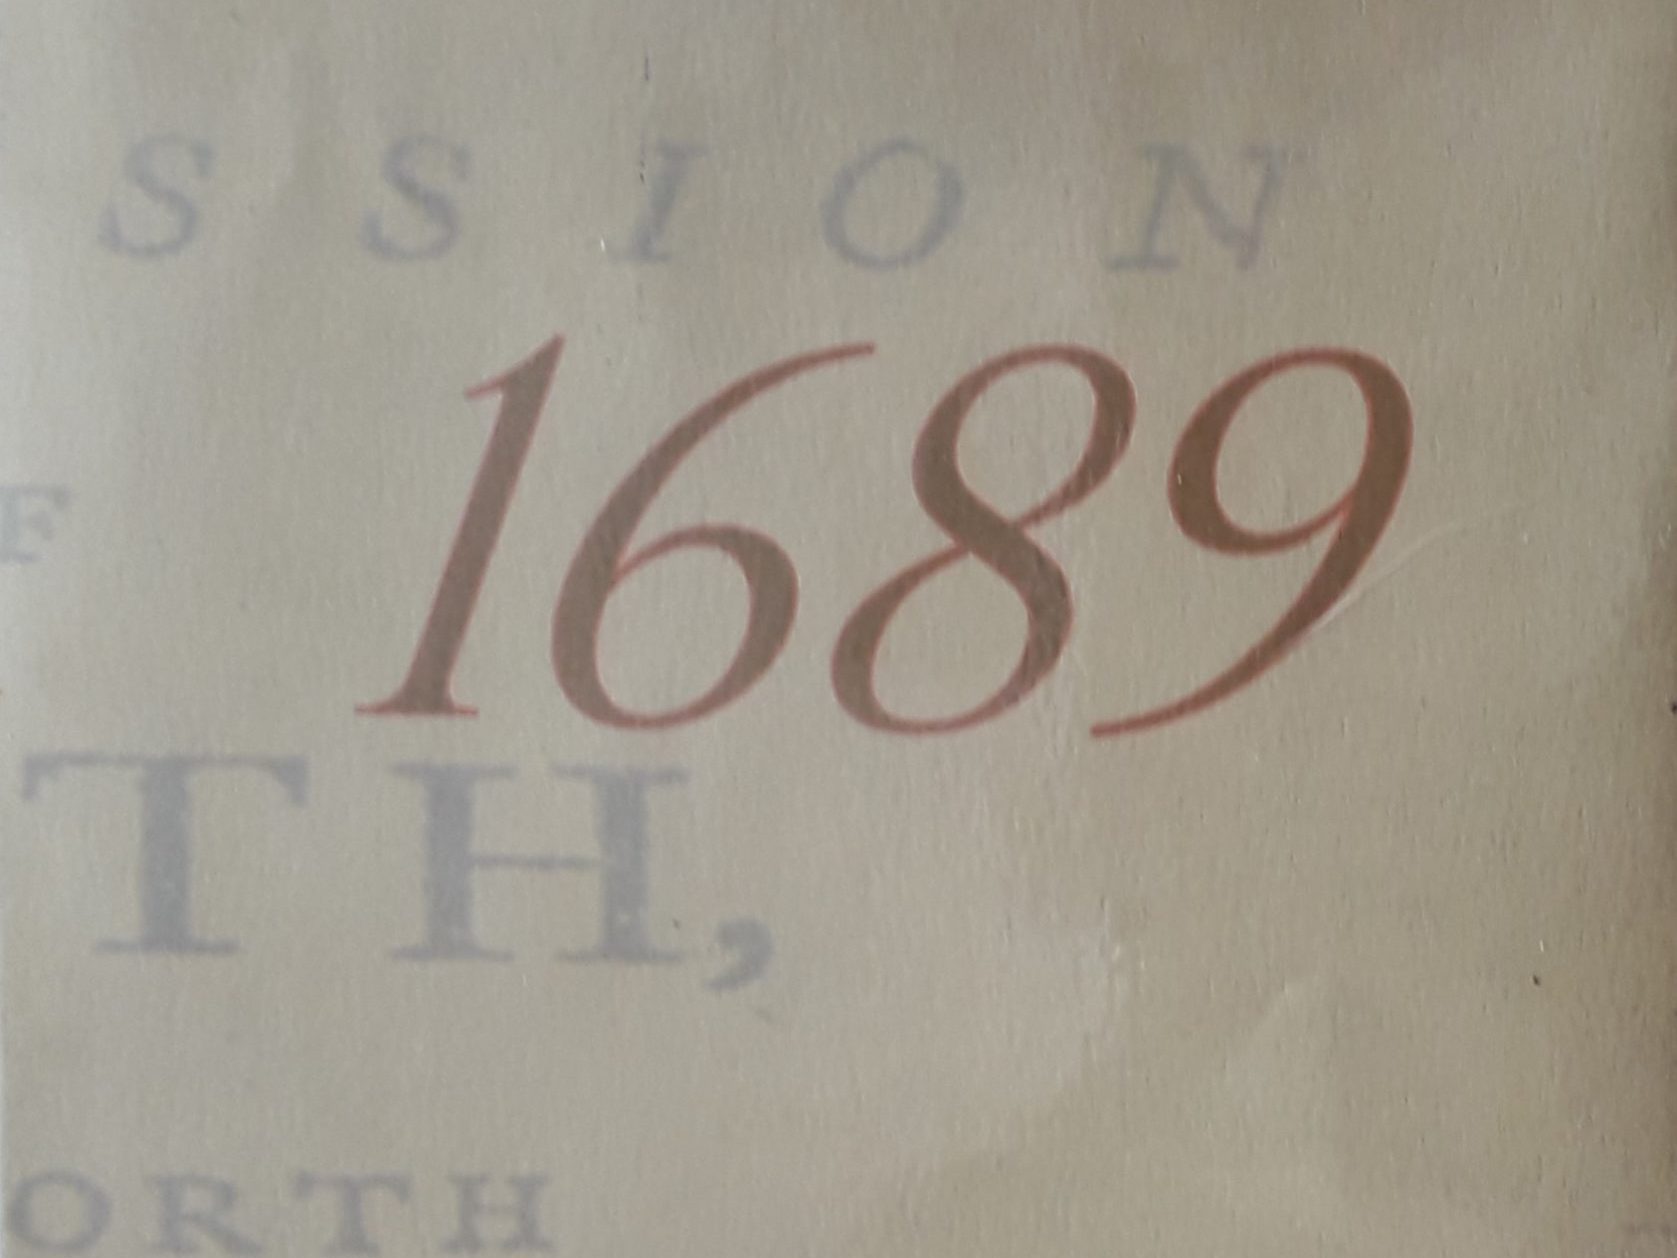 SSION
1689
F
TH,
ORTH